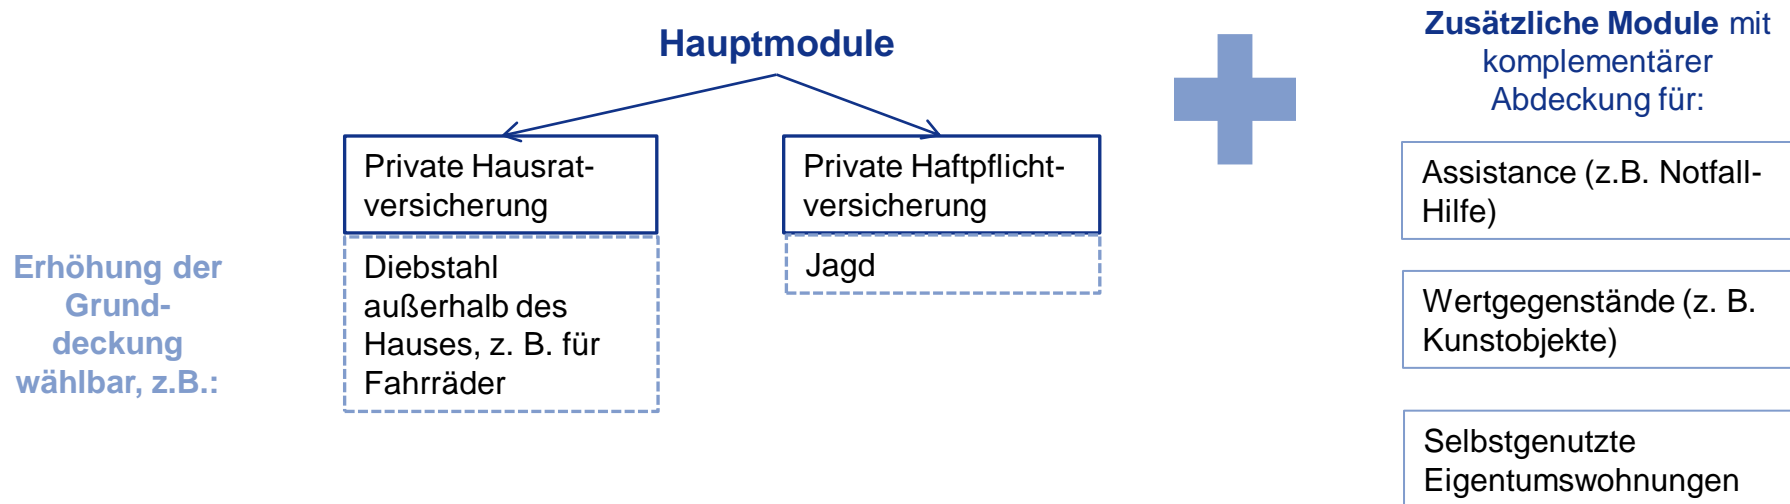 Hauptmodule
Private Hausrat-
versicherung
Private Haftpflicht-
versicherung
Erhöhung der
Grund-
deckung
wählbar, z.B.:
Diebstahl
außerhalb des
Hauses, z. B. für
Fahrräder
Jagd
Zusätzliche Module mit
komplementärer
Abdeckung für:
Assistance (z.B. Notfall-
Hilfe)
Wertgegenstände (z. B.
Kunstobjekte)
Selbstgenutzte
Eigentumswohnungen